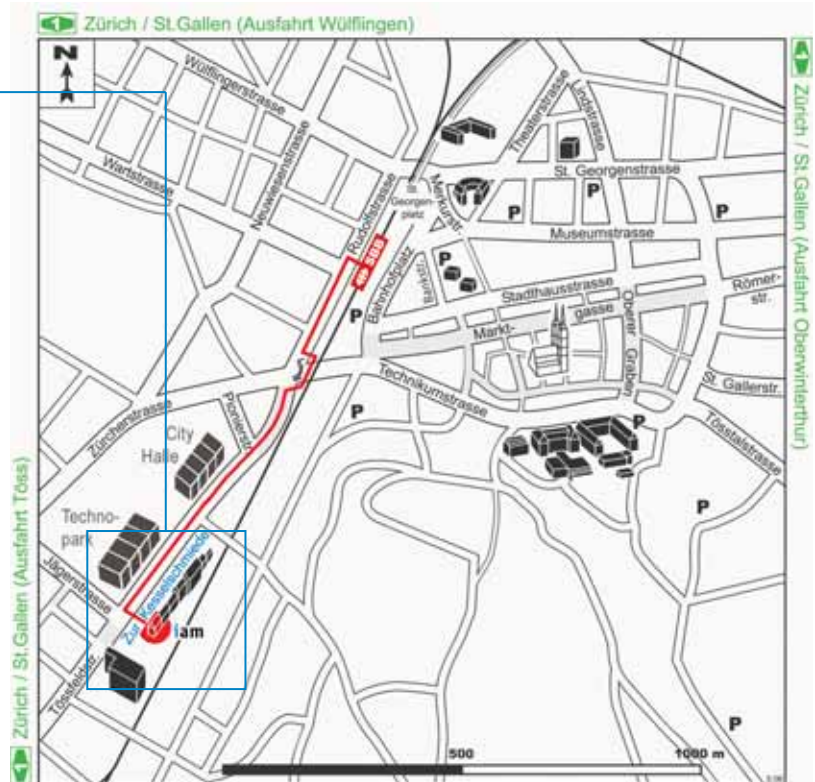 Zürich / St.Gallen (Ausfahrt Wülflingen)
N
Wülflingerstrasse
Theaterstrasse
Lindstrasse
Zürich / St.Gallen (Ausfahrt Oberwinterthur)
Wartstrasse
Neuwiesenstrasse
Rudolfstrasse
St.
Georgen-
platz
Merkurstr.
St. Georgenstrasse
P
P
P
Museumstrasse
SBB
Bahnhofplatz
Bankstr.
P
Stadthausstrasse
Römer-
str.
P
Markt-
gasse
Oberer Graben
Technikumstrasse
St. Gallerstr.
Zürcherstrasse
Pionierstr.
P
P
Tösstalstrasse
City
Halle
Techno-
park
P
Jägerstrasse
Zur Kesselschmiede
iam
Tössfeldstr.
Zürich / St.Gallen (Ausfahrt Töss)
P
500
1000 m